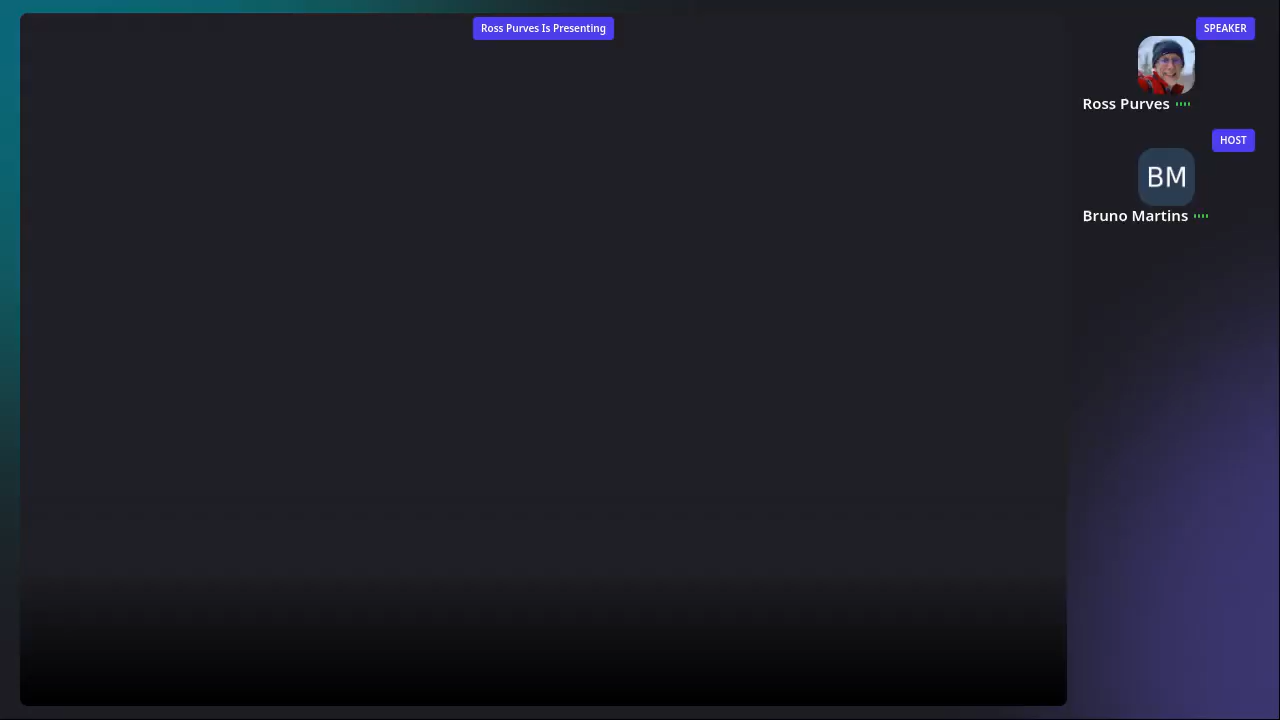 Ross Purves Is Presenting
SPEAKER
Ross Purves
HOST
BM
Bruno Martins